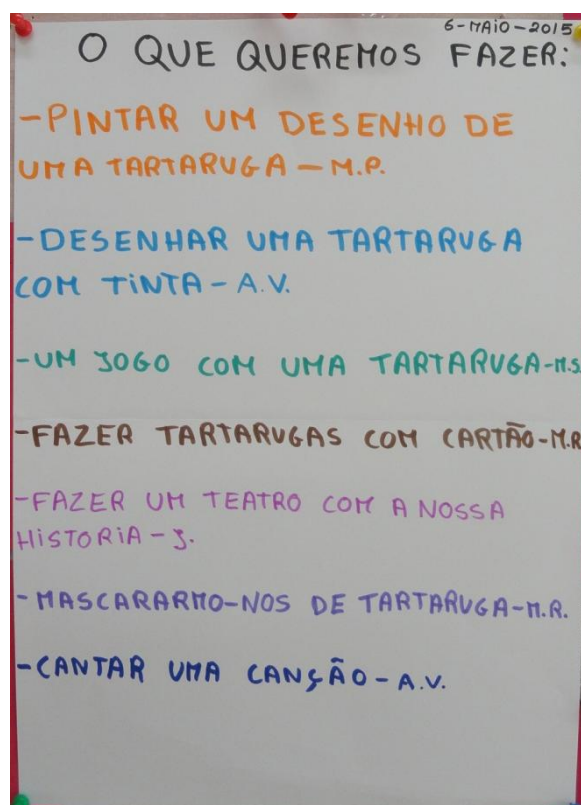 6-MAIO-2015
O QUE QUEREMOS FAZER:
-PINTAR UM DESENHO DE
UMA TARTARUGA - M.P.
-DESENHAR UMA TARTARUGA
COM TINTA - A.V.
-UM JOGO COM UMA TARTARUGA-M.S.
-FAZER TARTARUGAS COM CARTÃO-M.R
-FAZER UM TEATRO COM A NOSSA
HISTORIA - J.
- MASCARARMO-NOS DE TARTARUGA-M.R.
-CANTAR UMA CANÇÃO - A.V.